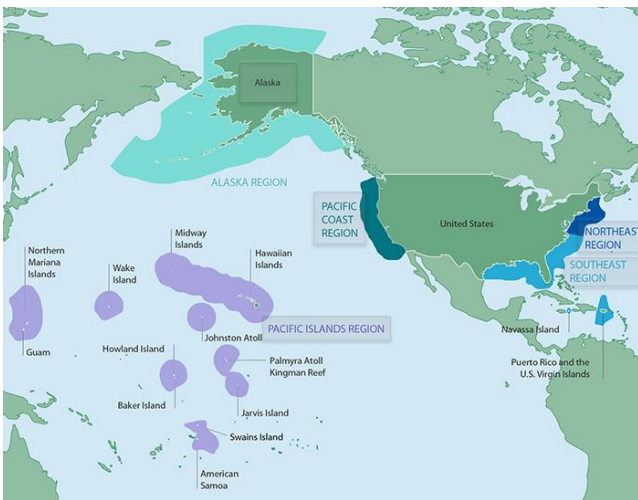 Alaska
ALASKA REGION
PACIFIC
COAST
REGION
United States
NORTHEAST
REGION
SOUTHEAST
REGION
Northern
Mariana
Islands
Wake
Island
Midway
Islands
Hawaiian
Islands
PACIFIC ISLANDS REGION
Johnston Atoll
Guam
Howland Island
Palmyra Atoll
Kingman Reef
Navassa Island
Puerto Rico and the
U.S. Virgin Islands
Baker Island
Jarvis Island
Swains Island
American
Samoa